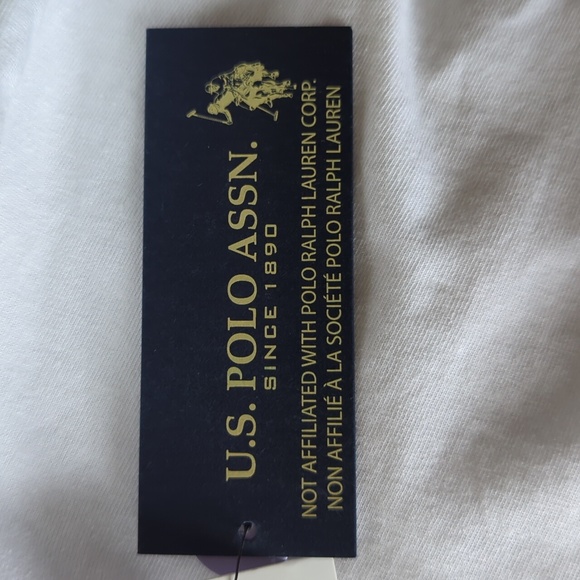 U.S. POLO ASSN.
SINCE 1890
NOT AFFILIATED WITH POLO RALPH LAUREN CORP.
NON AFFILIÉ À LA SOCIÉTÉ POLO RALPH LAUREN